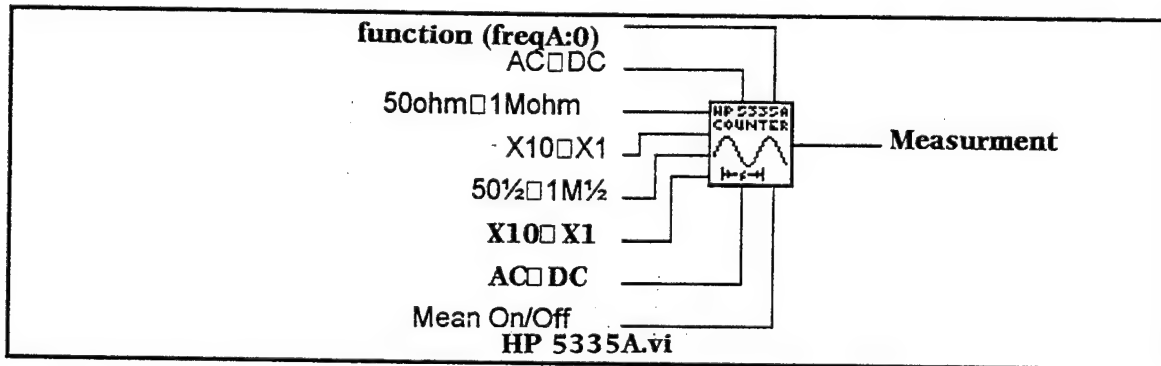 function (freqA:0)
AC□DC
50ohm□1Mohm
X10□X1
50½□1M½
X10□X1
AC□DC
Mean On/Off
HP 5335A
COUNTER
Measurment
HP 5335A.vi